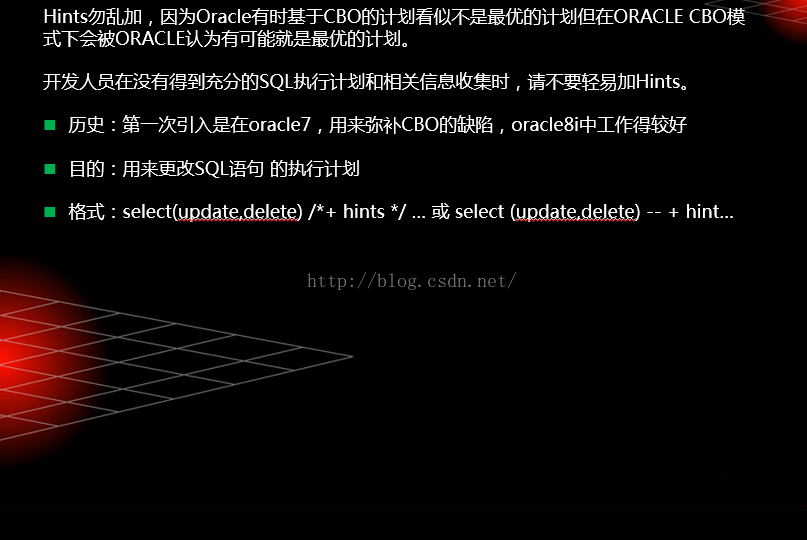 Hints勿乱加，因为Oracle有时基于CBO的计划看似不是最优的计划但在ORACLE CBO模
式下会被ORACLE认为有可能就是最优的计划。
开发人员在没有得到充分的SQL执行计划和相关信息收集时，请不要轻易加Hints。
■ 历史：第一次引入是在oracle7，用来弥补CBO的缺陷，oracle8i中工作得较好
■ 目的：用来更改SQL语句 的执行计划
■ 格式：select(update,delete) /*+ hints */ ... 或 select (update,delete) -- + hint...
http://blog.csdn.net/